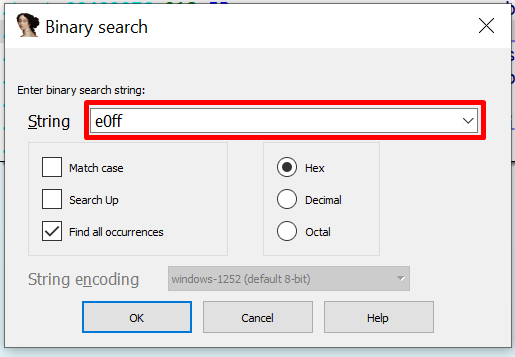 Binary search
Enter binary search string:
String e0ff
Match case
Search Up
Find all occurrences
Hex
Decimal
Octal
String encoding windows-1252 (default 8-bit)
OK Cancel Help